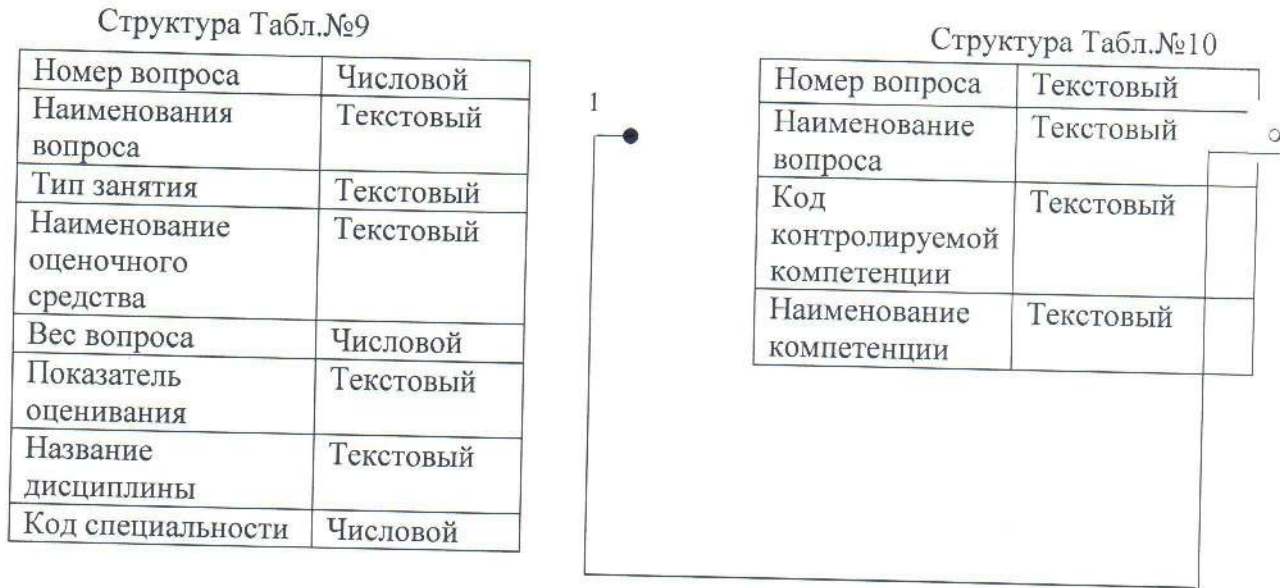 Структура Табл.№9
Номер вопроса Числовой
Наименования Текстовый
вопроса
Тип занятия Текстовый
Наименование Текстовый
оценочного
средства
Вес вопроса Числовой
Показатель Текстовый
оценивания
Название Текстовый
дисциплины
Код специальности Числовой
1
Структура Табл.№10
Номер вопроса Текстовый
Наименование Текстовый
вопроса
Код Текстовый
контролируемой
компетенции
Наименование Текстовый
компетенции